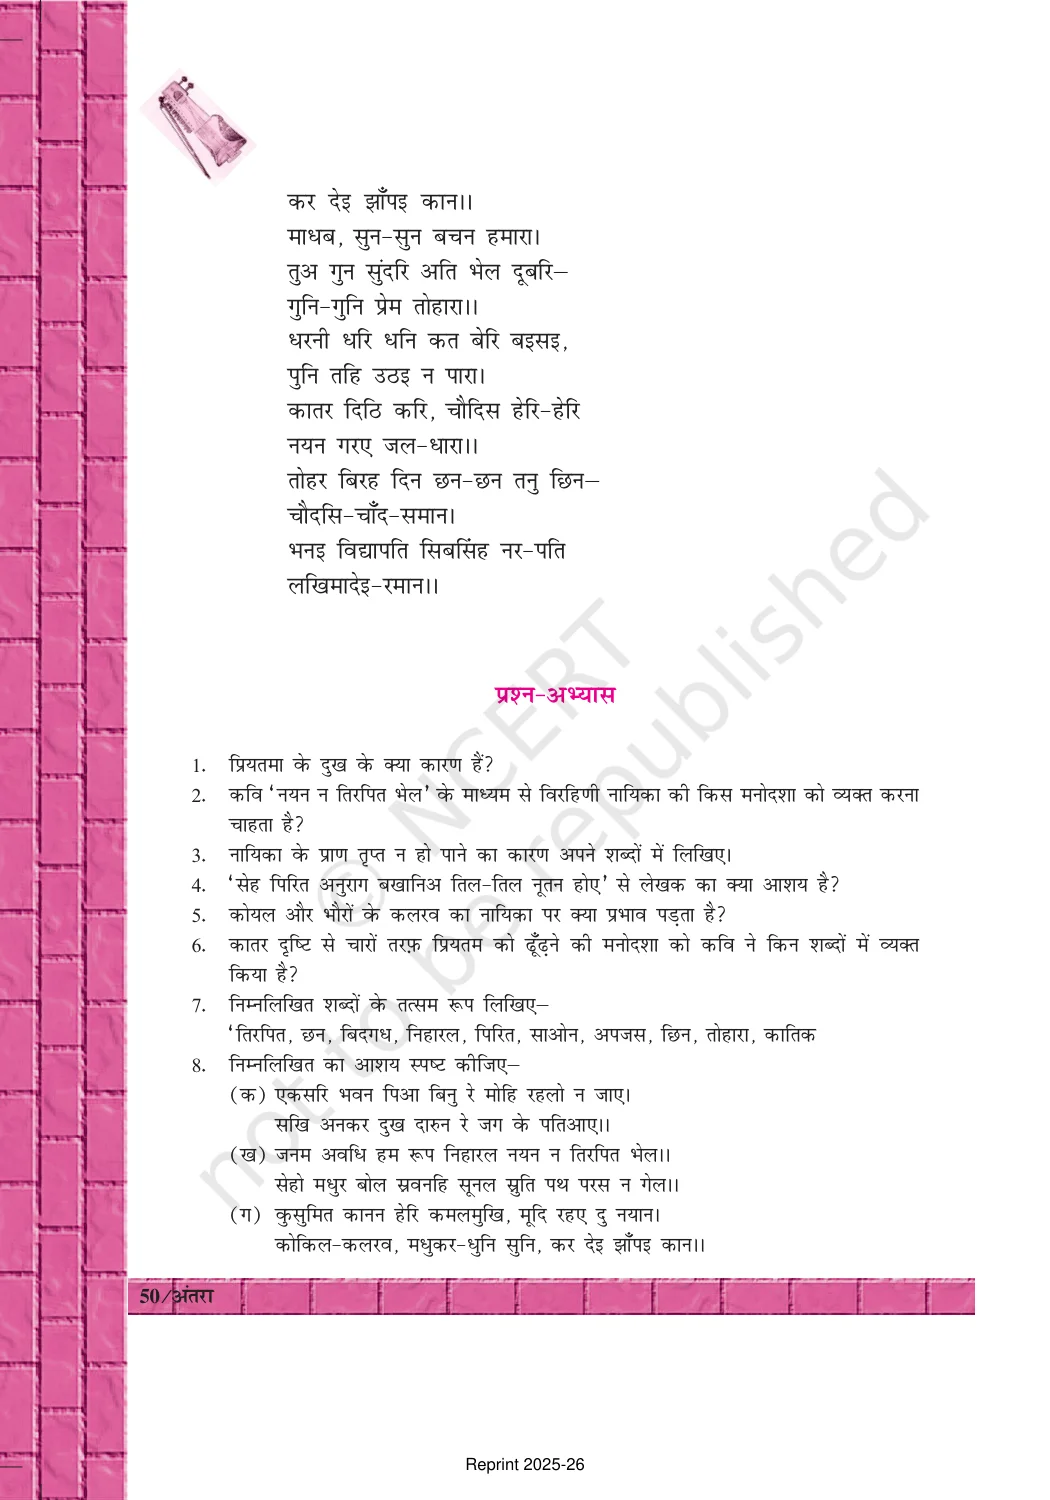 कर देइ झाँपइ कान।।
माधब, सुन-सुन बचन हमारा।
तुअ गुन सुंदरि अति भेल दूबरि–
गुनि-गुनि प्रेम तोहारा।।
धरनी धरि धनि कत बेरि बइसइ,
पुनि तहि उठइ न पारा।
कातर दिठि करि, चौदिस हेरि-हेरि
नयन गरए जल-धारा।।
तोहर बिरह दिन छन-छन तनु छिन–
चौदसि-चाँद-समान।
भनइ विद्यापति सिबसिंह नर-पति
लखिमादेइ-रमान।।
प्रश्न-अभ्यास
1. प्रियतमा के दुख के क्या कारण हैं?
2. कवि ‘नयन न तिरपित भेल’ के माध्यम से विरहिणी नायिका की किस मनोदशा को व्यक्त करना
चाहता है?
3. नायिका के प्राण तृप्त न हो पाने का कारण अपने शब्दों में लिखिए।
4. ‘सेह पिरित अनुराग बखानिअ तिल-तिल नूतन होए’ से लेखक का क्या आशय है?
5. कोयल और भौरों के कलरव का नायिका पर क्या प्रभाव पड़ता है?
6. कातर दृष्टि से चारों तरफ़ प्रियतम को ढूँढ़ने की मनोदशा को कवि ने किन शब्दों में व्यक्त
किया है?
7. निम्नलिखित शब्दों के तत्सम रूप लिखिए–
‘तिरपित, छन, बिदगध, निहारल, पिरित, साओन, अपजस, छिन, तोहारा, कातिक
8. निम्नलिखित का आशय स्पष्ट कीजिए–
(क) एकसरि भवन पिआ बिनु रे मोहि रहलो न जाए।
सखि अनकर दुख दारुन रे जग के पतिआए।।
(ख) जनम अवधि हम रूप निहारल नयन न तिरपित भेल।।
सेहो मधुर बोल स्रवनहि सूनल स्रुति पथ परस न गेल।।
(ग) कुसुमित कानन हेरि कमलमुखि, मूदि रहए दु नयान।
कोकिल-कलरव, मधुकर-धुनि सुनि, कर देइ झाँपइ कान।।
50/अंतरा
© NCERT
not to be republished
Reprint 2025-26